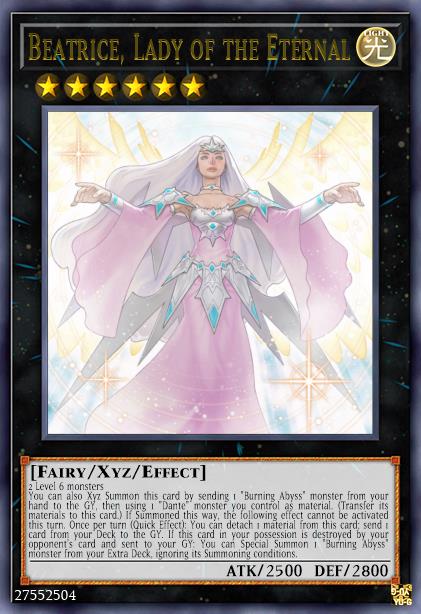 BEATRICE, LADY OF THE ETERNAL
LIGHT
光
[FAIRY/XYZ/EFFECT]
2 Level 6 monsters
You can also Xyz Summon this card by sending 1 "Burning Abyss" monster from your
hand to the GY, then using 1 "Dante" monster you control as material. (Transfer its
materials to this card.) If Summoned this way, the following effect cannot be activated
this turn. Once per turn (Quick Effect): You can detach 1 material from this card; send 1
card from your Deck to the GY. If this card in your possession is destroyed by your
opponent's card and sent to your GY: You can Special Summon 1 "Burning Abyss"
monster from your Extra Deck, ignoring its Summoning conditions.
ATK/2500 DEF/2800
27552504